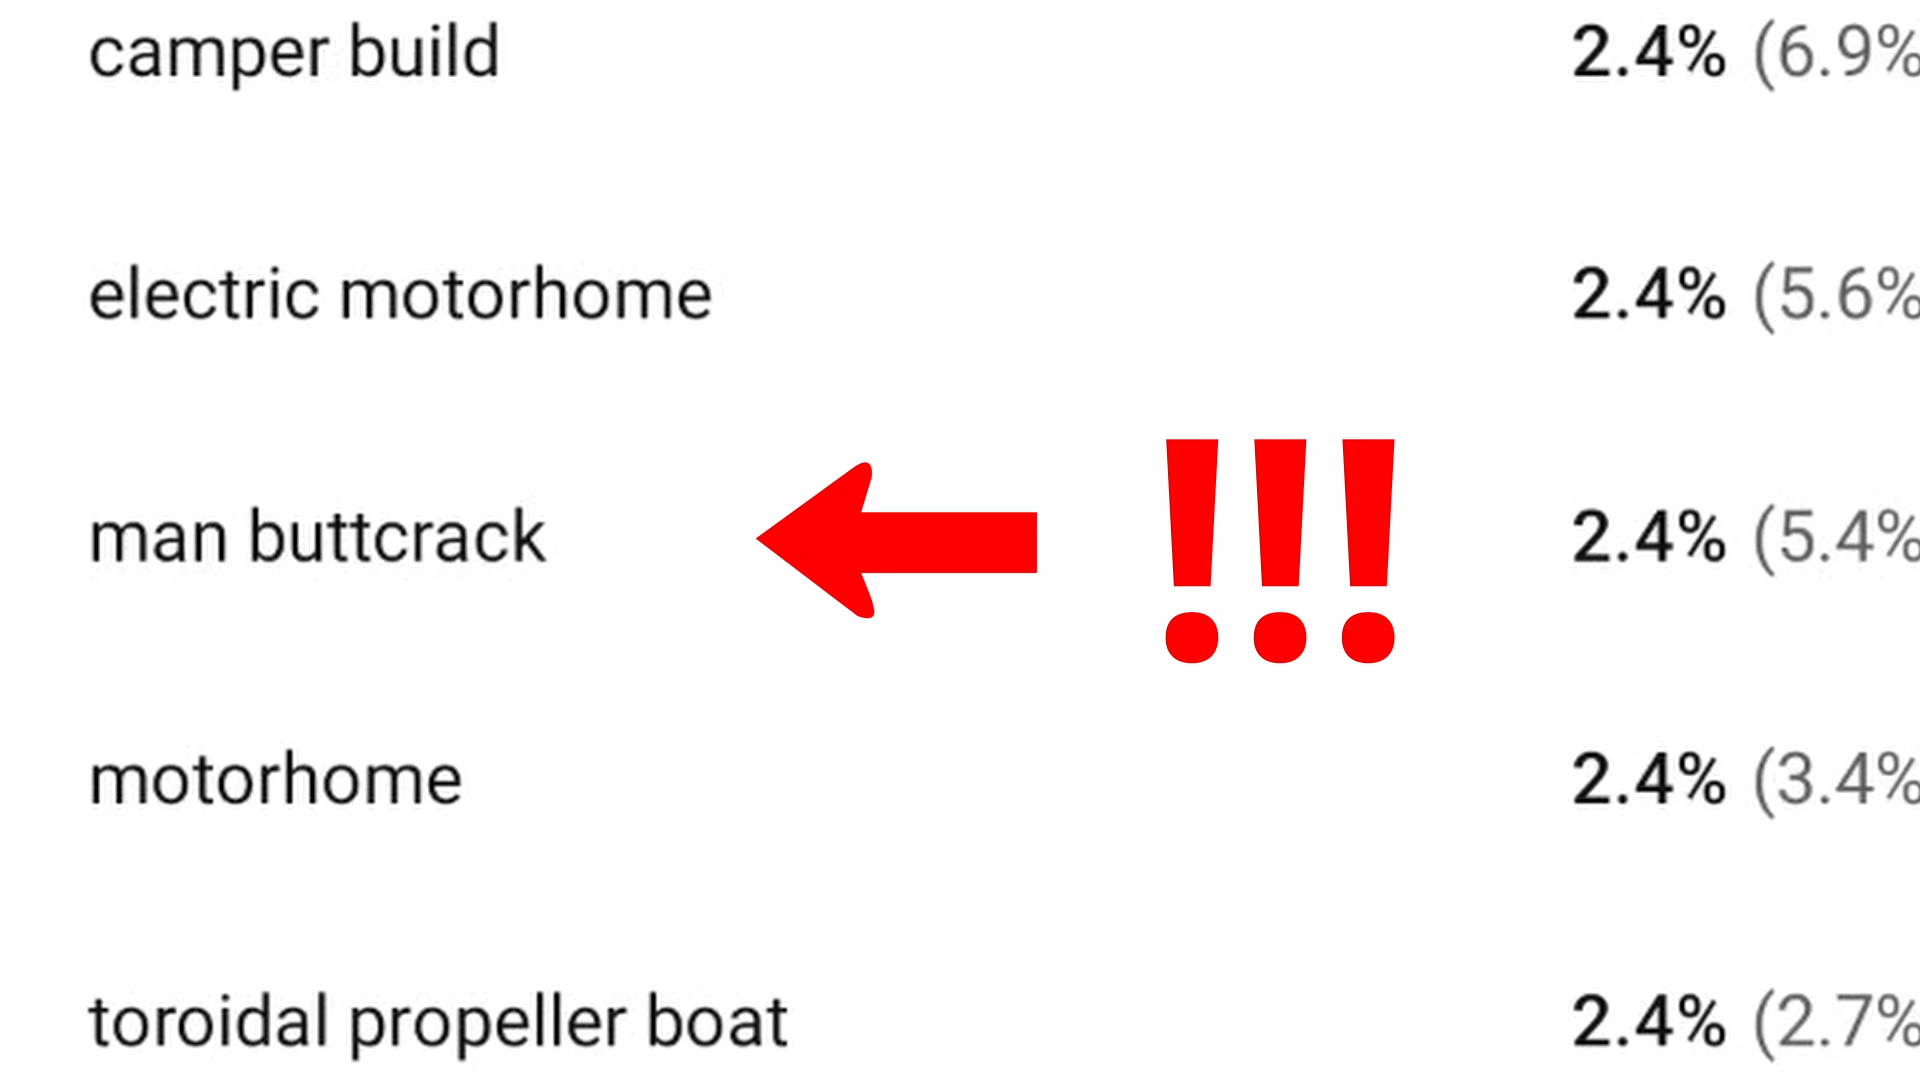 camper build 2.4% (6.9%
electric motorhome 2.4% (5.6%
man buttcrack !!! 2.4% (5.4%
motorhome 2.4% (3.4%
toroidal propeller boat 2.4% (2.7%